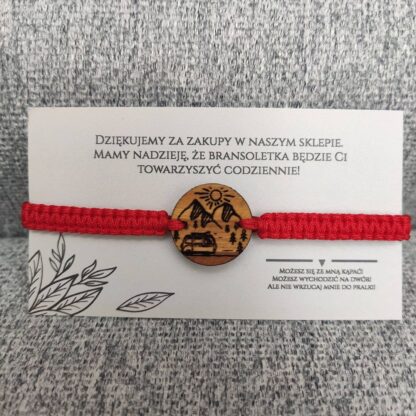 Dziękujemy za zakupy w naszym sklepie.
Mamy nadzieję, że bransoletka będzie Ci
towarzyszyć codziennie!
Możesz się ze mną kąpać!
Możesz wychodzić na dwór!
Ale nie wrzucaj mnie do pralki!